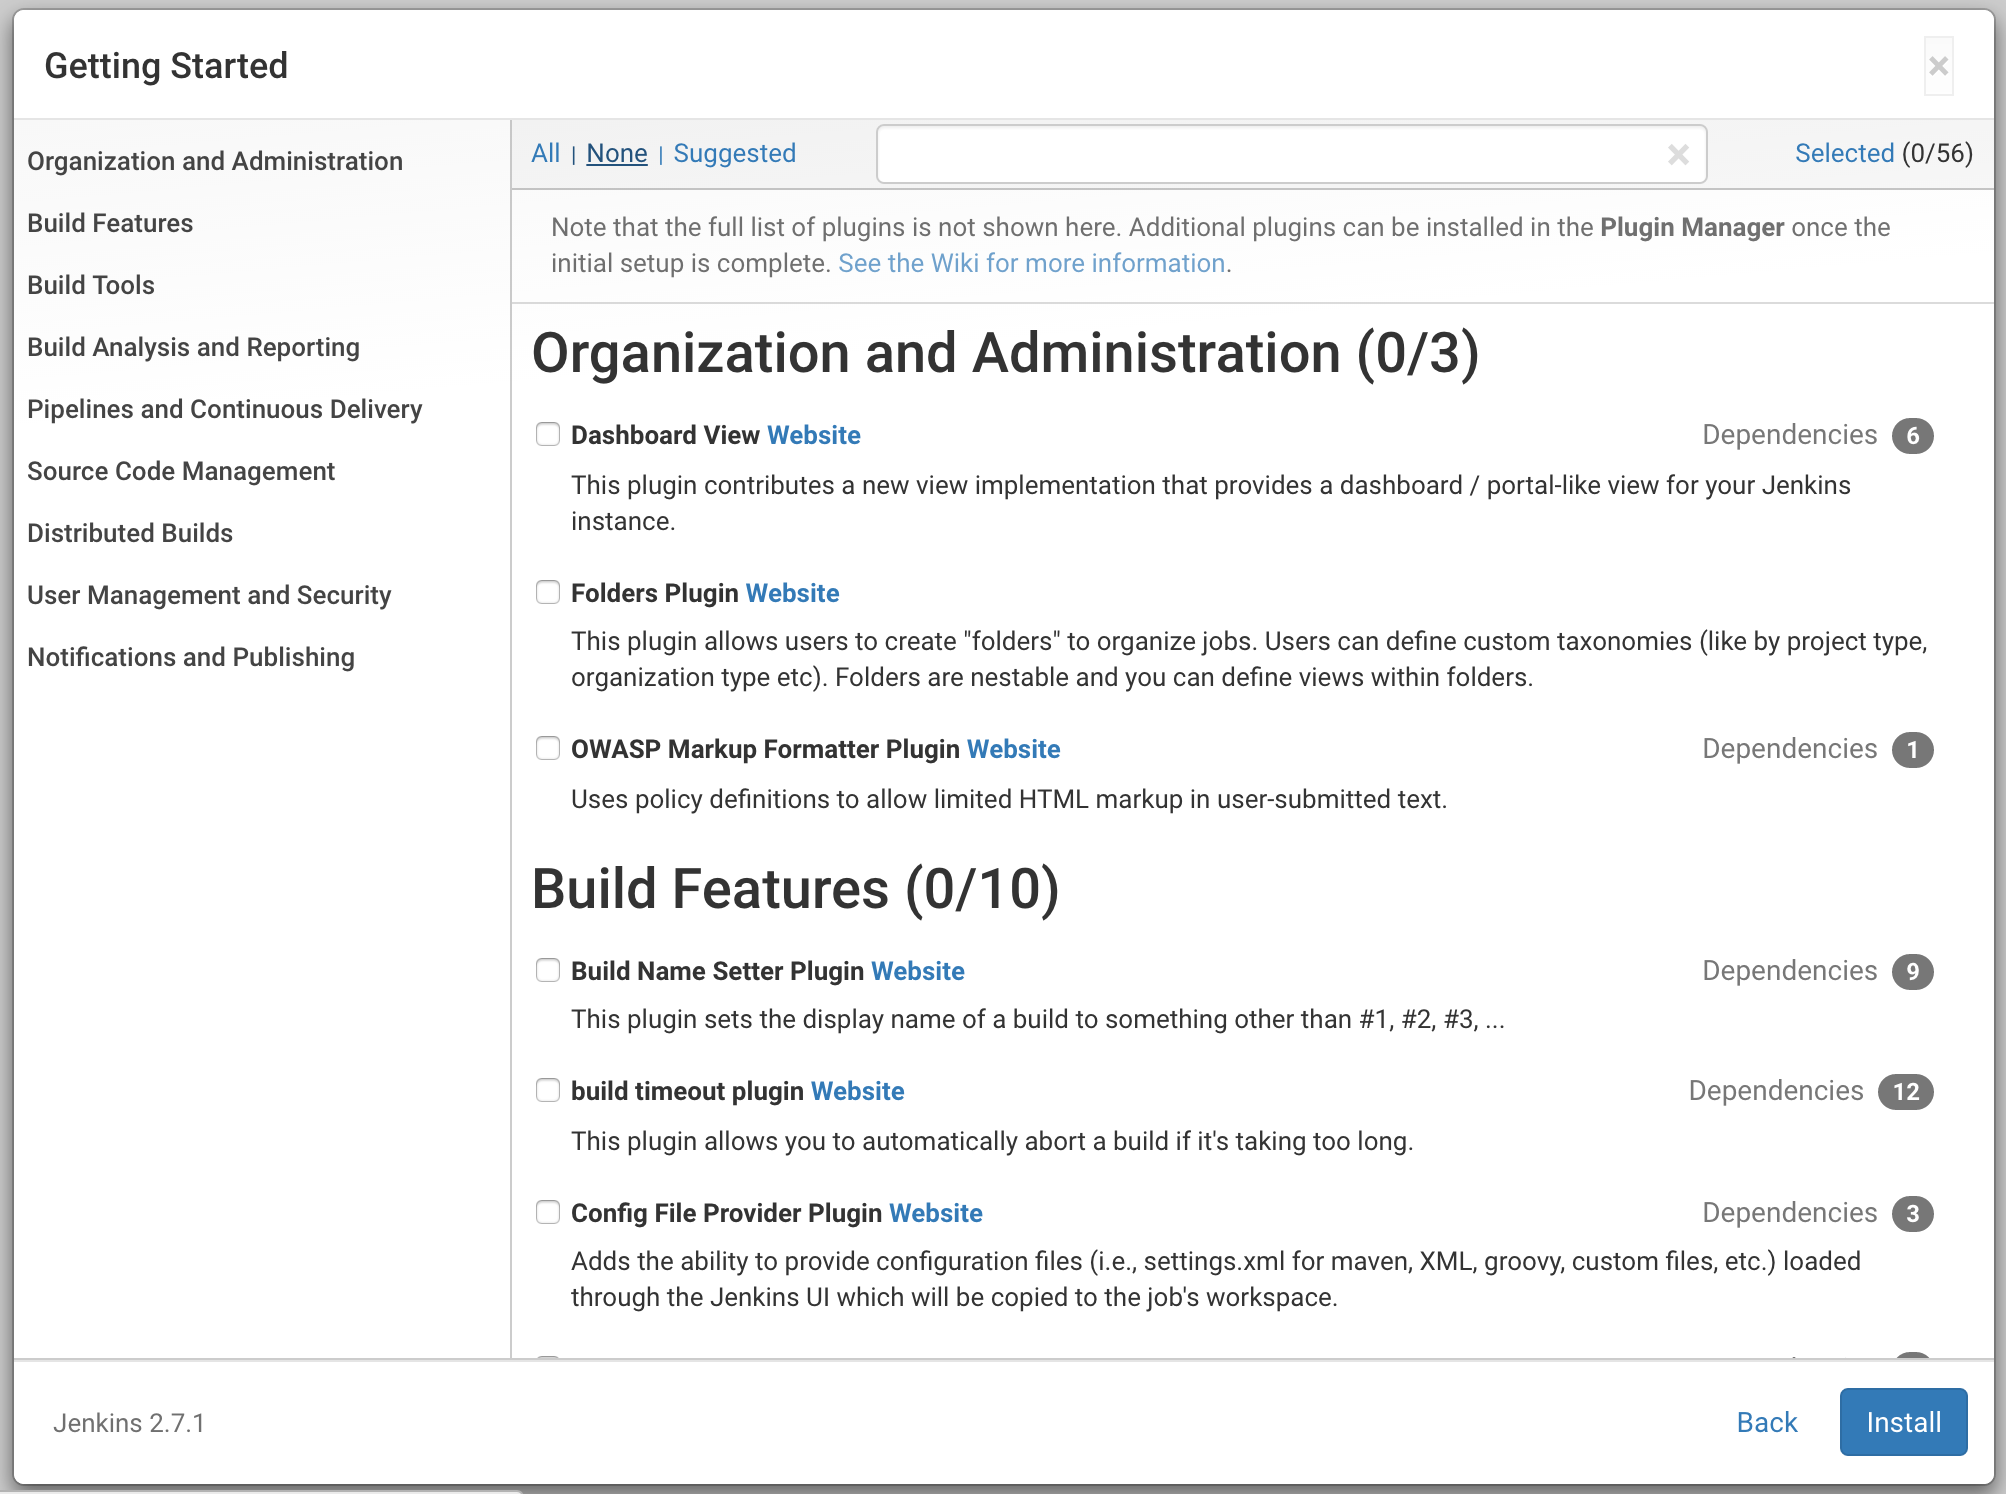 Getting Started
×
Organization and Administration
Build Features
Build Tools
Build Analysis and Reporting
Pipelines and Continuous Delivery
Source Code Management
Distributed Builds
User Management and Security
Notifications and Publishing
All | None | Suggested
×
Selected (0/56)
Note that the full list of plugins is not shown here. Additional plugins can be installed in the Plugin Manager once the
initial setup is complete. See the Wiki for more information.
Organization and Administration (0/3)
Dashboard View Website
Dependencies 6
This plugin contributes a new view implementation that provides a dashboard / portal-like view for your Jenkins
instance.
Folders Plugin Website
This plugin allows users to create "folders" to organize jobs. Users can define custom taxonomies (like by project type,
organization type etc). Folders are nestable and you can define views within folders.
OWASP Markup Formatter Plugin Website
Dependencies 1
Uses policy definitions to allow limited HTML markup in user-submitted text.
Build Features (0/10)
Build Name Setter Plugin Website
Dependencies 9
This plugin sets the display name of a build to something other than #1, #2, #3, ...
build timeout plugin Website
Dependencies 12
This plugin allows you to automatically abort a build if it's taking too long.
Config File Provider Plugin Website
Dependencies 3
Adds the ability to provide configuration files (i.e., settings.xml for maven, XML, groovy, custom files, etc.) loaded
through the Jenkins UI which will be copied to the job's workspace.
Jenkins 2.7.1
Back
Install